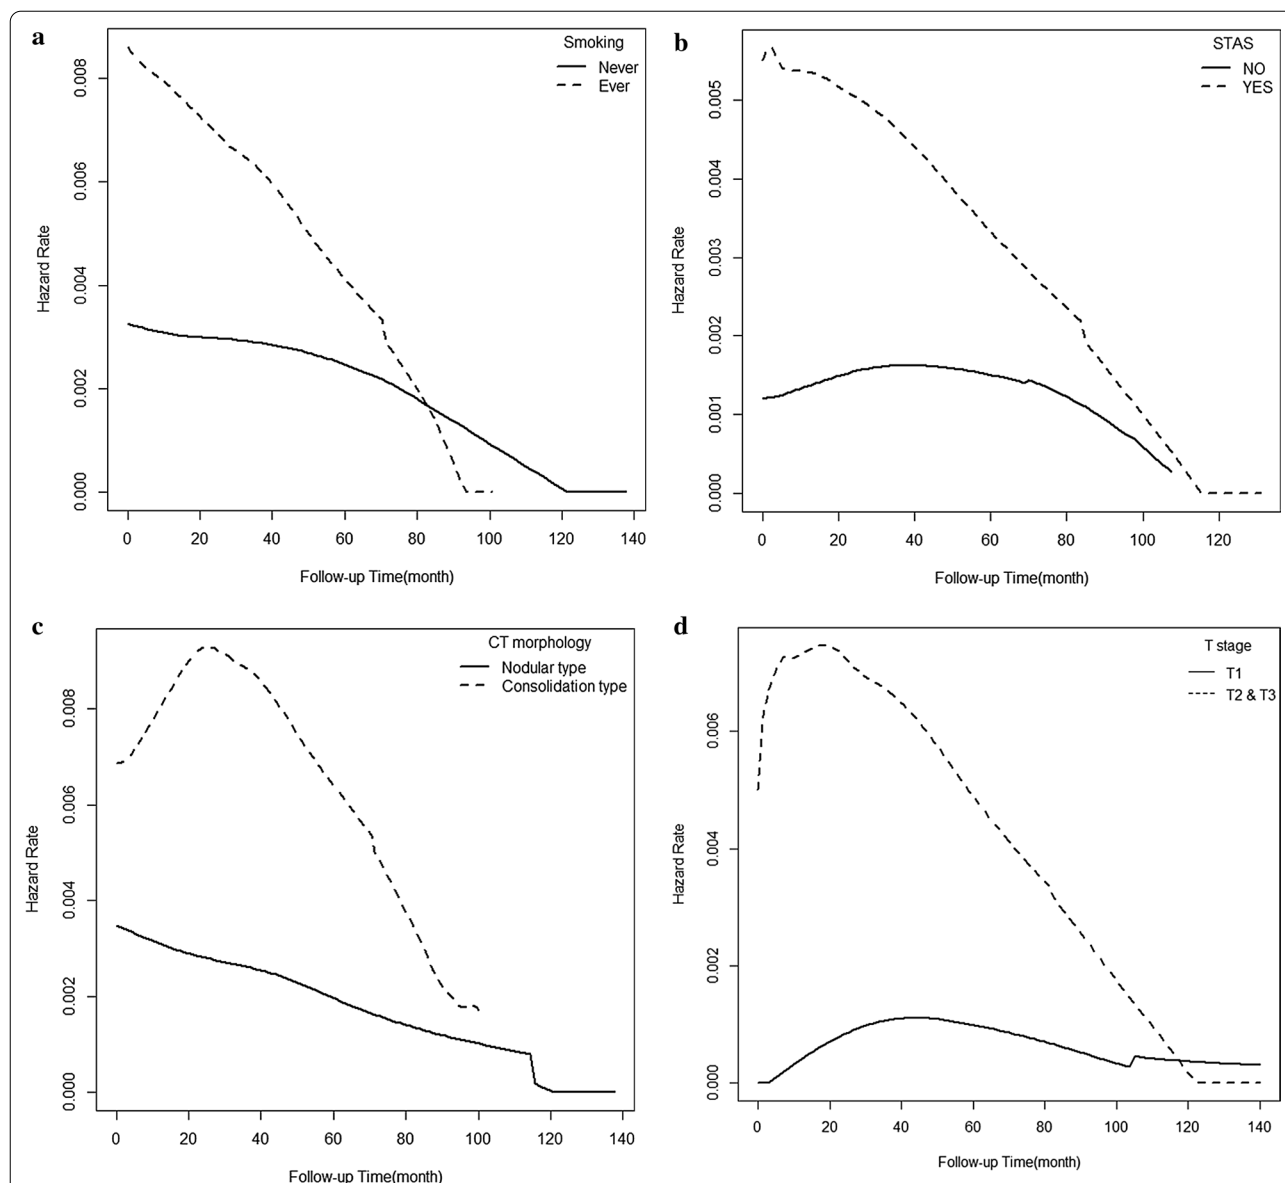 a
Smoking
Never
Ever
Hazard Rate
0.000 0.002 0.004 0.006 0.008
0 20 40 60 80 100 120 140
Follow-up Time(month)
b
STAS
NO
YES
Hazard Rate
0.000 0.001 0.002 0.003 0.004 0.005
0 20 40 60 80 100 120
Follow-up Time(month)
c
CT morphology
Nodular type
Consolidation type
Hazard Rate
0.000 0.002 0.004 0.006 0.008
0 20 40 60 80 100 120 140
Follow-up Time(month)
d
T stage
T1
T2 & T3
Hazard Rate
0.000 0.002 0.004 0.006
0 20 40 60 80 100 120 140
Follow-up Time(month)